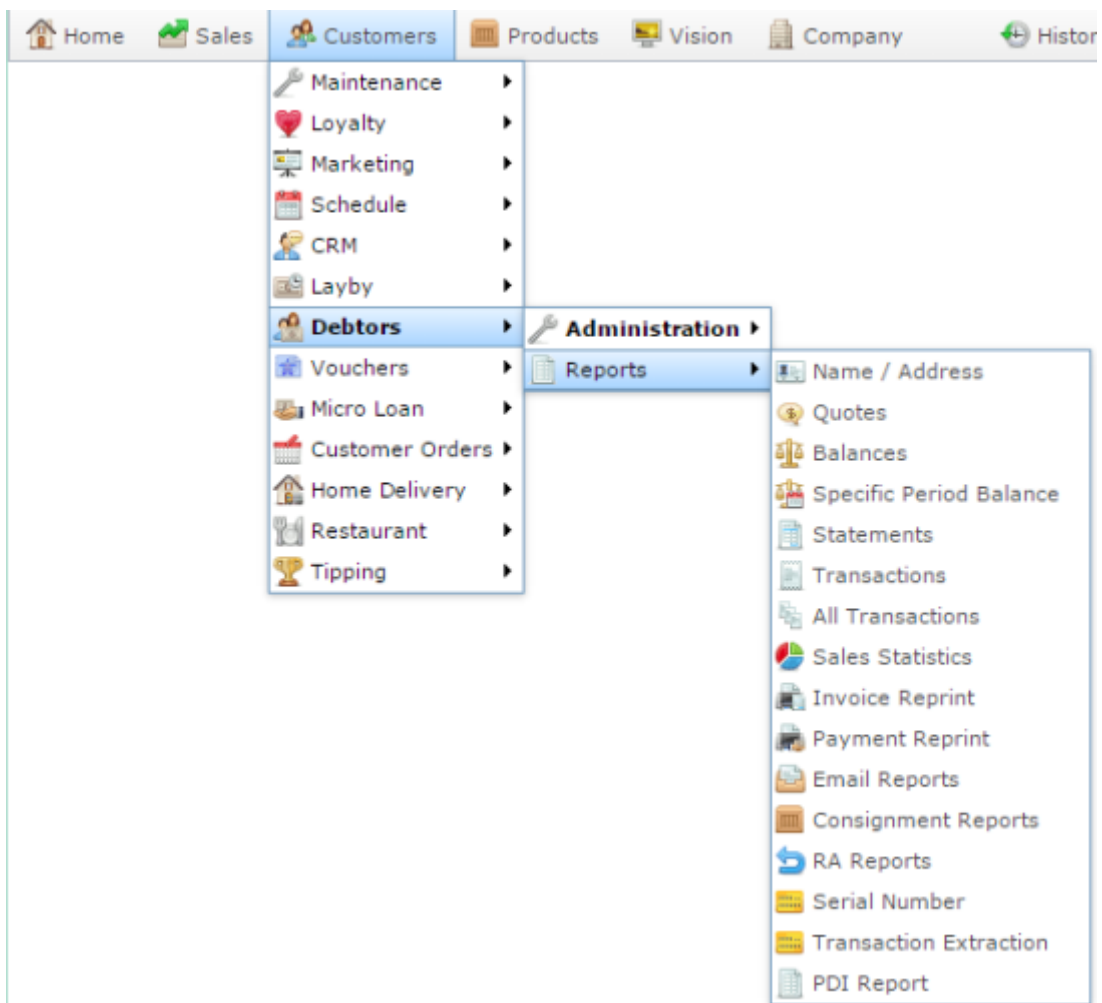 Home Sales Customers Products Vision Company Histor
Maintenance
Loyalty
Marketing
Schedule
CRM
Layby
Debtors
Vouchers
Micro Loan
Customer Orders
Home Delivery
Restaurant
Tipping
Administration
Reports
Name / Address
Quotes
Balances
Specific Period Balance
Statements
Transactions
All Transactions
Sales Statistics
Invoice Reprint
Payment Reprint
Email Reports
Consignment Reports
RA Reports
Serial Number
Transaction Extraction
PDI Report